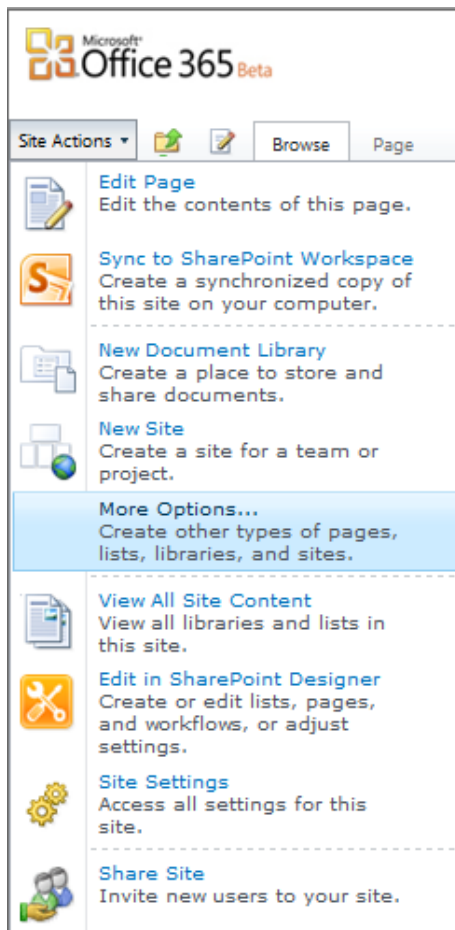 Microsoft®
Office 365 Beta
Site Actions Browse Page
Edit Page
Edit the contents of this page.
Sync to SharePoint Workspace
Create a synchronized copy of
this site on your computer.
New Document Library
Create a place to store and
share documents.
New Site
Create a site for a team or
project.
More Options...
Create other types of pages,
lists, libraries, and sites.
View All Site Content
View all libraries and lists in
this site.
Edit in SharePoint Designer
Create or edit lists, pages,
and workflows, or adjust
settings.
Site Settings
Access all settings for this
site.
Share Site
Invite new users to your site.